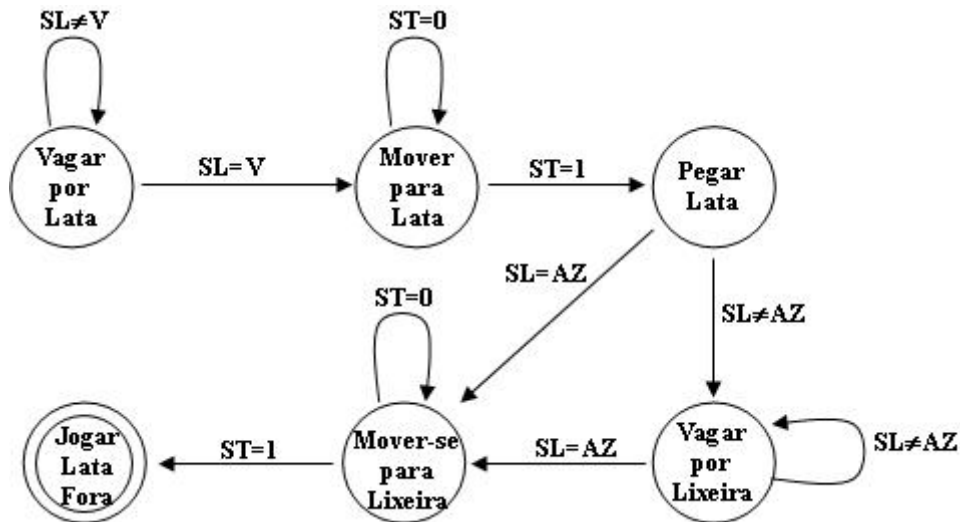 SL≠V
ST=0
Vagar
por
Lata
SL=V
Mover
para
Lata
ST=1
Pegar
Lata
SL=AZ
ST=0
SL≠AZ
Jogar
Lata
Fora
ST=1
Mover-se
para
Lixeira
SL=AZ
Vagar
por
Lixeira
SL≠AZ